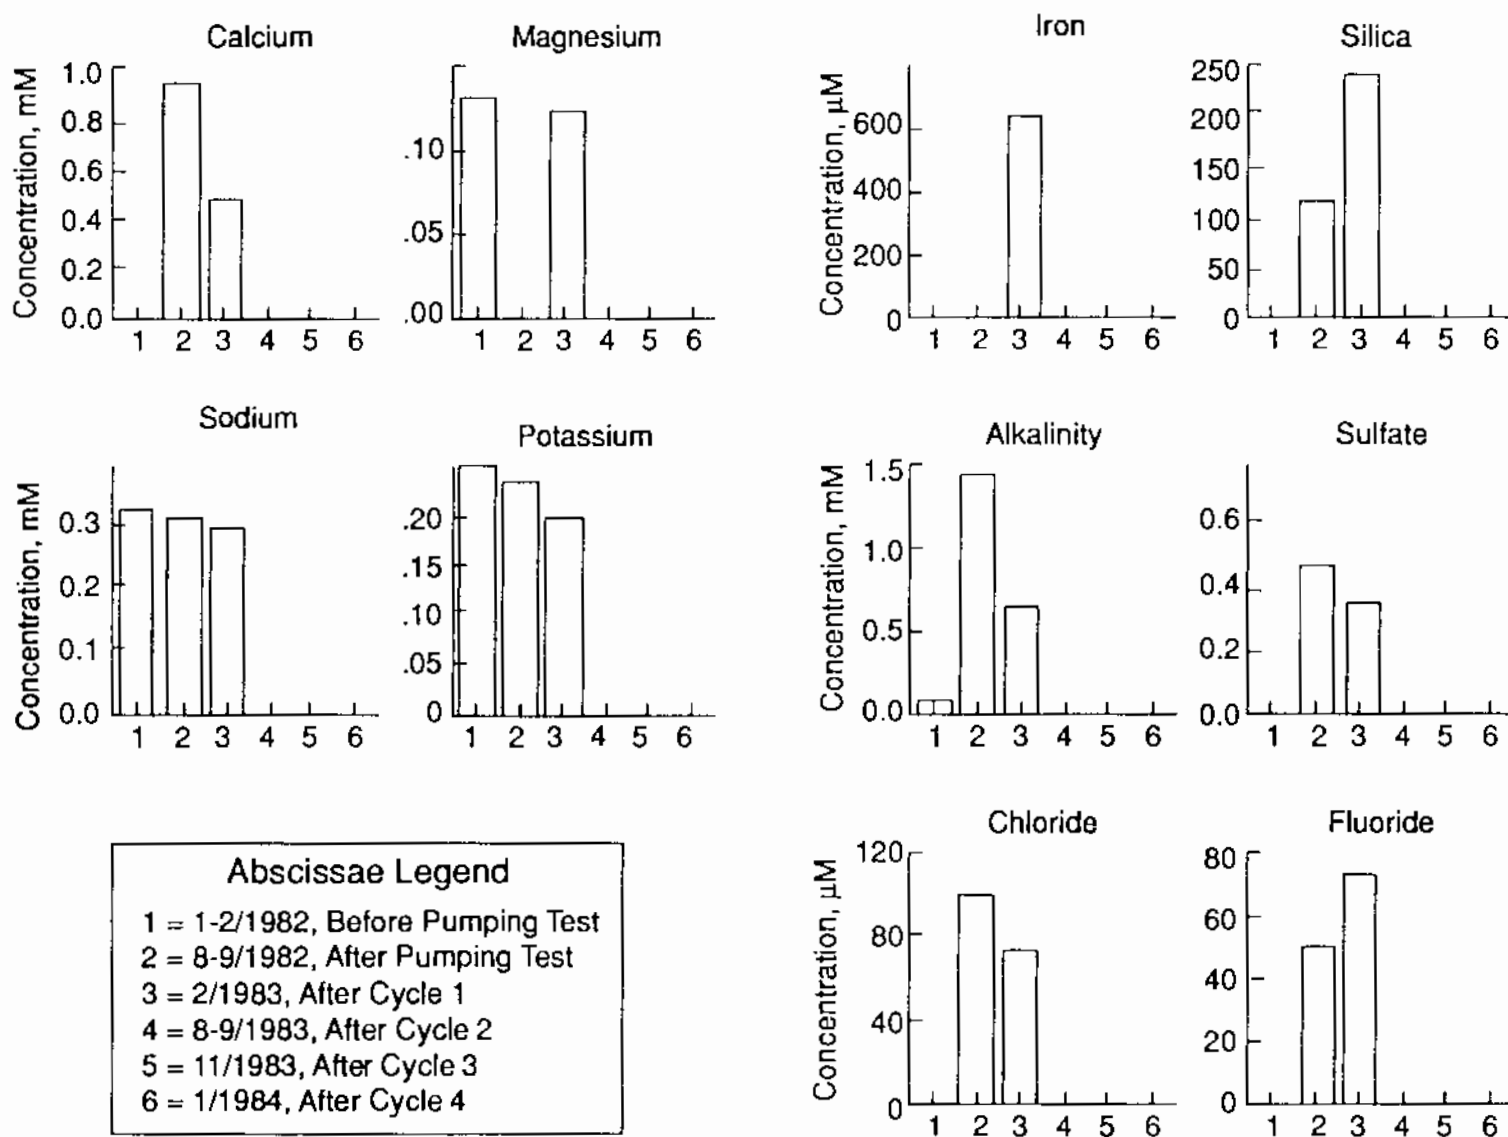 Calcium
Concentration, mM
1.0
0.8
0.6
0.4
0.2
0.0
1 2 3 4 5 6
Magnesium
.10
.05
.00
1 2 3 4 5 6
Iron
Concentration, µM
600
400
200
0
1 2 3 4 5 6
Silica
250
200
150
100
50
0
1 2 3 4 5 6
Sodium
Concentration, mM
0.3
0.2
0.1
0.0
1 2 3 4 5 6
Potassium
.20
.15
.10
.05
0
1 2 3 4 5 6
Alkalinity
Concentration, mM
1.5
1.0
0.5
0.0
1 2 3 4 5 6
Sulfate
0.6
0.4
0.2
0.0
1 2 3 4 5 6
Abscissae Legend
1 = 1-2/1982, Before Pumping Test
2 = 8-9/1982, After Pumping Test
3 = 2/1983, After Cycle 1
4 = 8-9/1983, After Cycle 2
5 = 11/1983, After Cycle 3
6 = 1/1984, After Cycle 4
Chloride
Concentration, µM
120
80
40
0
1 2 3 4 5 6
Fluoride
80
60
40
20
0
1 2 3 4 5 6